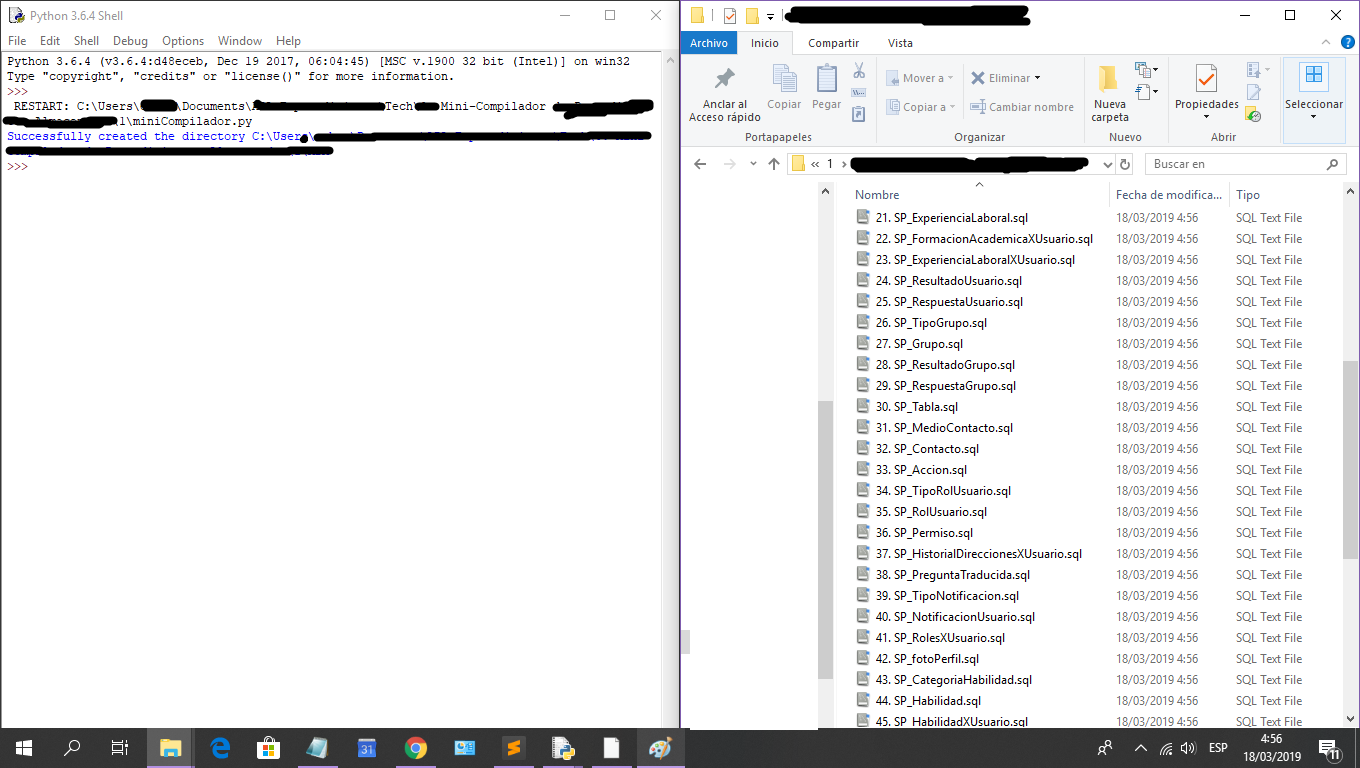 Python 3.6.4 Shell
File Edit Shell Debug Options Window Help
Python 3.6.4 (v3.6.4:d48eceb, Dec 19 2017, 06:04:45) [MSC v.1900 32 bit (Intel)] on win32
Type "copyright", "credits" or "license()" for more information.
>>>
RESTART: C:\Users\ \Documents\ Tech\ Mini-Compilador
1\miniCompilador.py
Successfully created the directory C:\Users\
>>>
Archivo Inicio Compartir Vista
Anclar al Acceso rápido
Copiar
Pegar
Portapapeles
Mover a
Copiar a
Eliminar
Cambiar nombre
Organizar
Nueva carpeta
Nuevo
Propiedades
Abrir
Seleccionar
« 1 ›
Buscar en
Nombre Fecha de modifica... Tipo
21. SP_ExperienciaLaboral.sql 18/03/2019 4:56 SQL Text File
22. SP_FormacionAcademicaXUsuario.sql 18/03/2019 4:56 SQL Text File
23. SP_ExperienciaLaboralXUsuario.sql 18/03/2019 4:56 SQL Text File
24. SP_ResultadoUsuario.sql 18/03/2019 4:56 SQL Text File
25. SP_RespuestaUsuario.sql 18/03/2019 4:56 SQL Text File
26. SP_TipoGrupo.sql 18/03/2019 4:56 SQL Text File
27. SP_Grupo.sql 18/03/2019 4:56 SQL Text File
28. SP_ResultadoGrupo.sql 18/03/2019 4:56 SQL Text File
29. SP_RespuestaGrupo.sql 18/03/2019 4:56 SQL Text File
30. SP_Tabla.sql 18/03/2019 4:56 SQL Text File
31. SP_MedioContacto.sql 18/03/2019 4:56 SQL Text File
32. SP_Contacto.sql 18/03/2019 4:56 SQL Text File
33. SP_Accion.sql 18/03/2019 4:56 SQL Text File
34. SP_TipoRolUsuario.sql 18/03/2019 4:56 SQL Text File
35. SP_RolUsuario.sql 18/03/2019 4:56 SQL Text File
36. SP_Permiso.sql 18/03/2019 4:56 SQL Text File
37. SP_HistorialDireccionesXUsuario.sql 18/03/2019 4:56 SQL Text File
38. SP_PreguntaTraducida.sql 18/03/2019 4:56 SQL Text File
39. SP_TipoNotificacion.sql 18/03/2019 4:56 SQL Text File
40. SP_NotificacionUsuario.sql 18/03/2019 4:56 SQL Text File
41. SP_RolesXUsuario.sql 18/03/2019 4:56 SQL Text File
42. SP_fotoPerfil.sql 18/03/2019 4:56 SQL Text File
43. SP_CategoriaHabilidad.sql 18/03/2019 4:56 SQL Text File
44. SP_Habilidad.sql 18/03/2019 4:56 SQL Text File
45. SP_HabilidadXUsuario.sql 18/03/2019 4:56 SQL Text File
31
ESP
4:56
18/03/2019
11